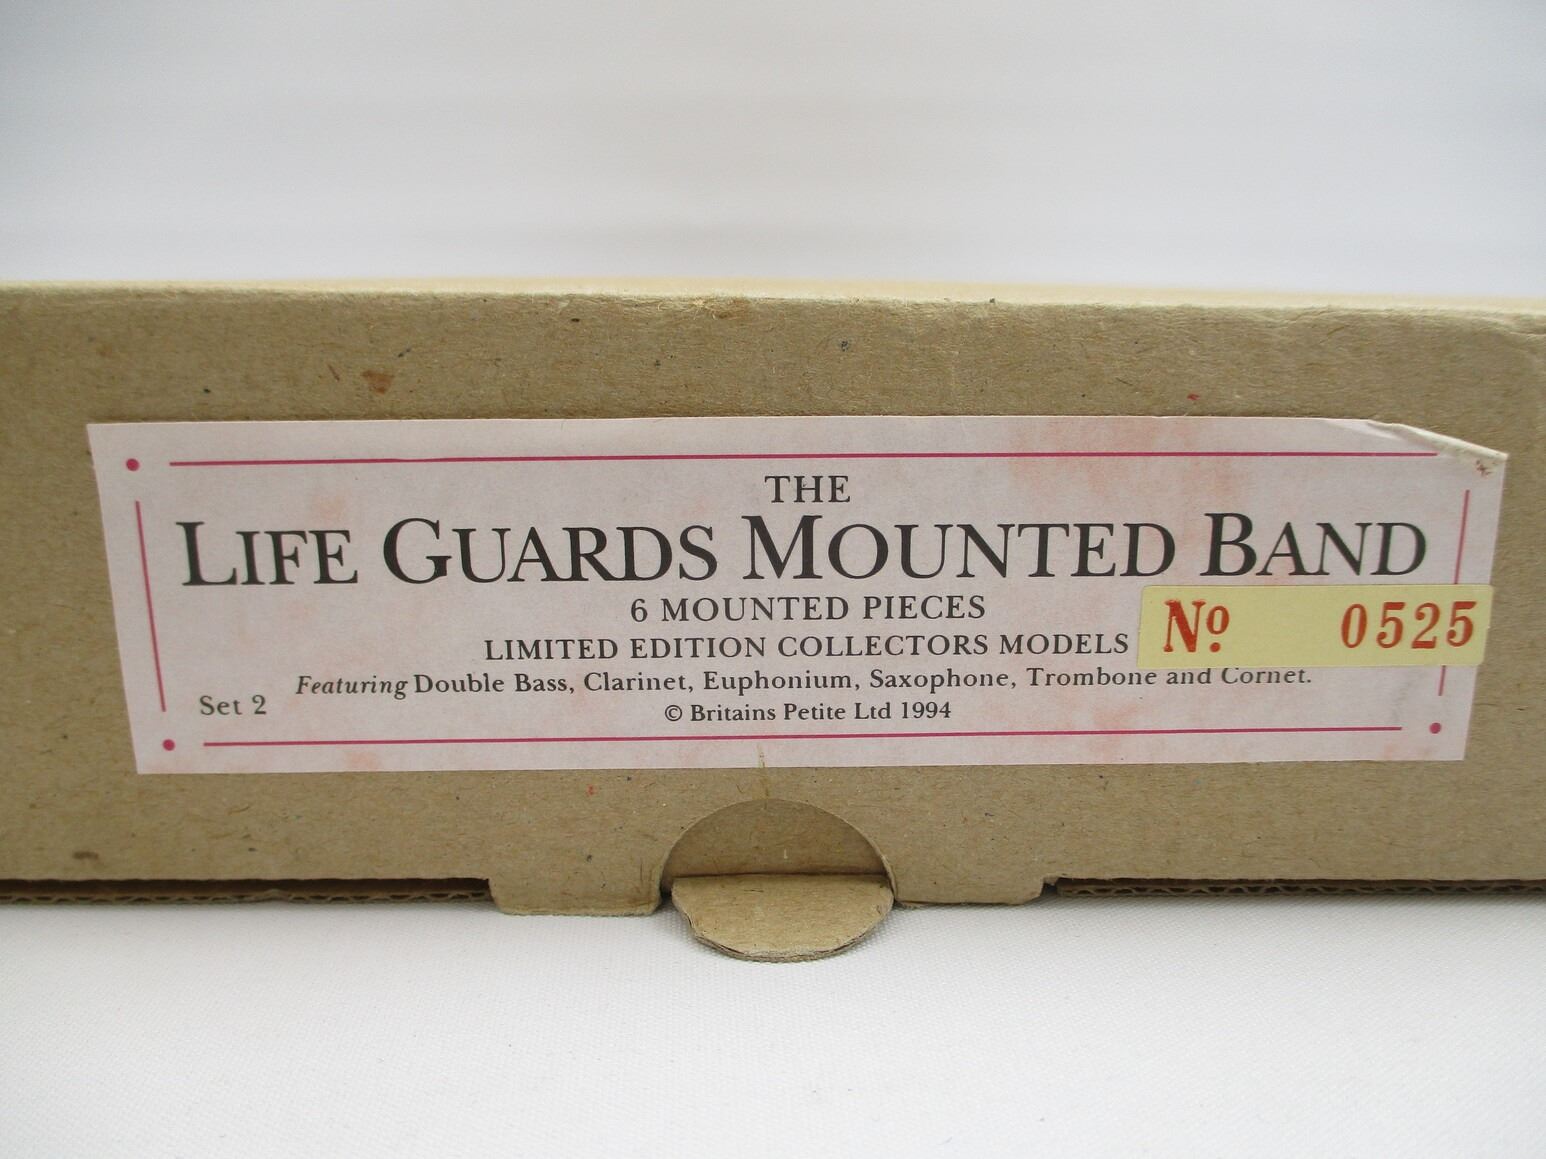 THE
LIFE GUARDS MOUNTED BAND
6 MOUNTED PIECES
LIMITED EDITION COLLECTORS MODELS
Nº 0525
Featuring Double Bass, Clarinet, Euphonium, Saxophone, Trombone and Cornet.
Set 2
© Britains Petite Ltd 1994